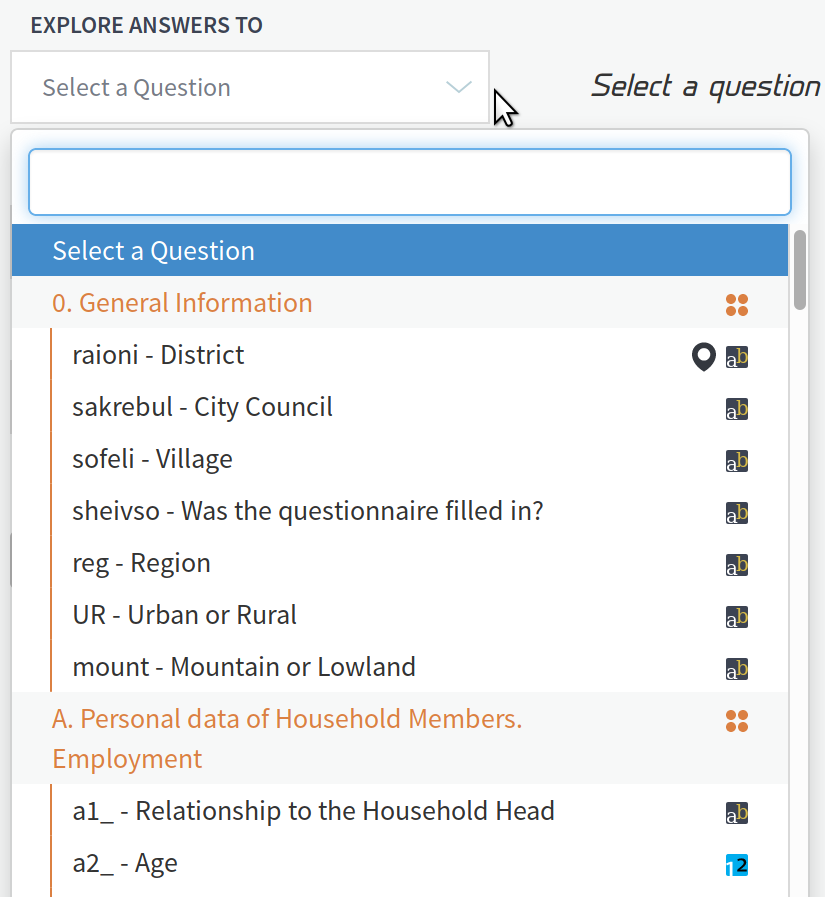 EXPLORE ANSWERS TO
Select a Question
Select a question
Select a Question
0. General Information
raioni - District
ab
sakrebul - City Council
ab
sofeli - Village
ab
sheivso - Was the questionnaire filled in?
ab
reg - Region
ab
UR - Urban or Rural
ab
mount - Mountain or Lowland
ab
A. Personal data of Household Members.
Employment
a1_ - Relationship to the Household Head
ab
a2_ - Age
12